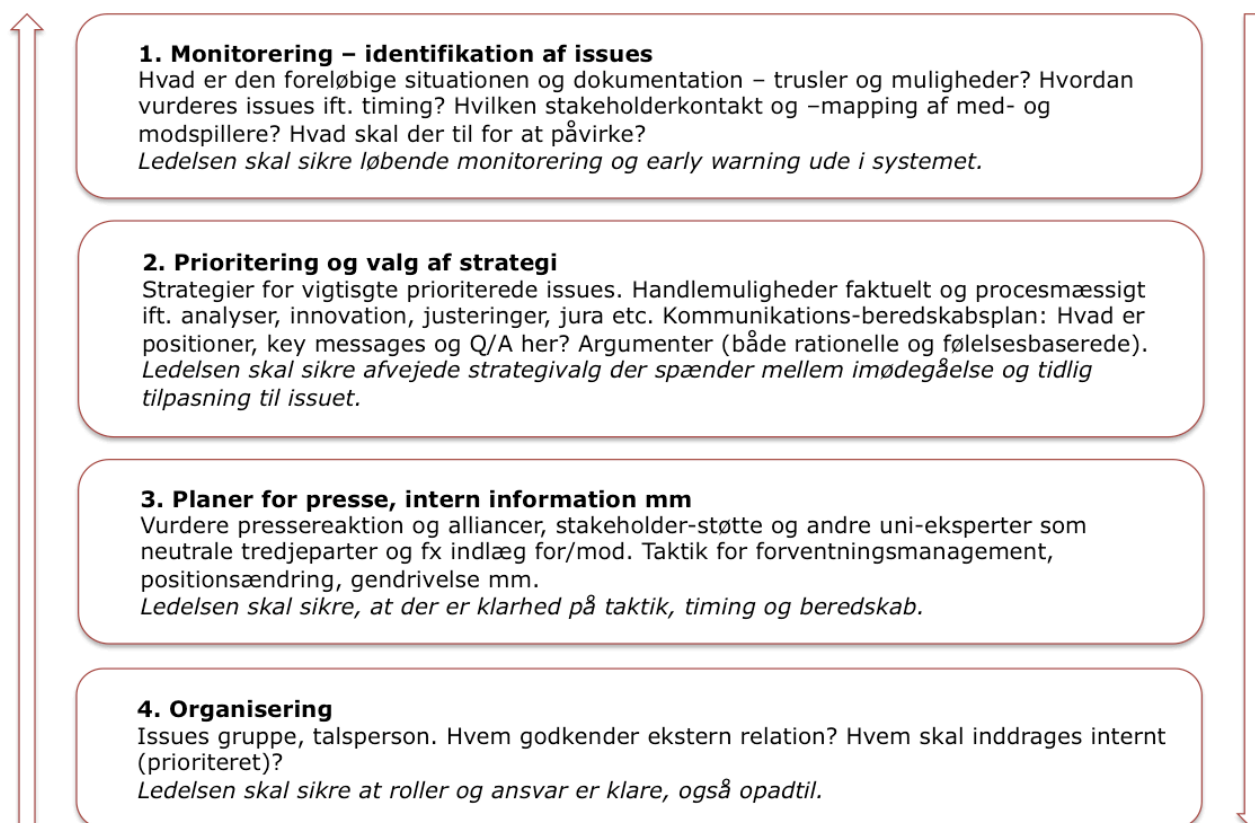 1. Monitorering – identifikation af issues
Hvad er den foreløbige situationen og dokumentation – trusler og muligheder? Hvordan
vurderes issues ift. timing? Hvilken stakeholderkontakt og –mapping af med- og
modspillere? Hvad skal der til for at påvirke?
Ledelsen skal sikre løbende monitorering og early warning ude i systemet.
2. Prioritering og valg af strategi
Strategier for vigtisgte prioriterede issues. Handlemuligheder faktuelt og procesmæssigt
ift. analyser, innovation, justeringer, jura etc. Kommunikations-beredskabsplan: Hvad er
positioner, key messages og Q/A her? Argumenter (både rationelle og følelsesbaserede).
Ledelsen skal sikre afvejede strategivalg der spænder mellem imødegåelse og tidlig
tilpasning til issuet.
3. Planer for presse, intern information mm
Vurdere pressereaktion og alliancer, stakeholder-støtte og andre uni-eksperter som
neutrale tredjeparter og fx indlæg for/mod. Taktik for forventningsmanagement,
positionsændring, gendrivelse mm.
Ledelsen skal sikre, at der er klarhed på taktik, timing og beredskab.
4. Organisering
Issues gruppe, talsperson. Hvem godkender ekstern relation? Hvem skal inddrages internt
(prioriteret)?
Ledelsen skal sikre at roller og ansvar er klare, også opadtil.